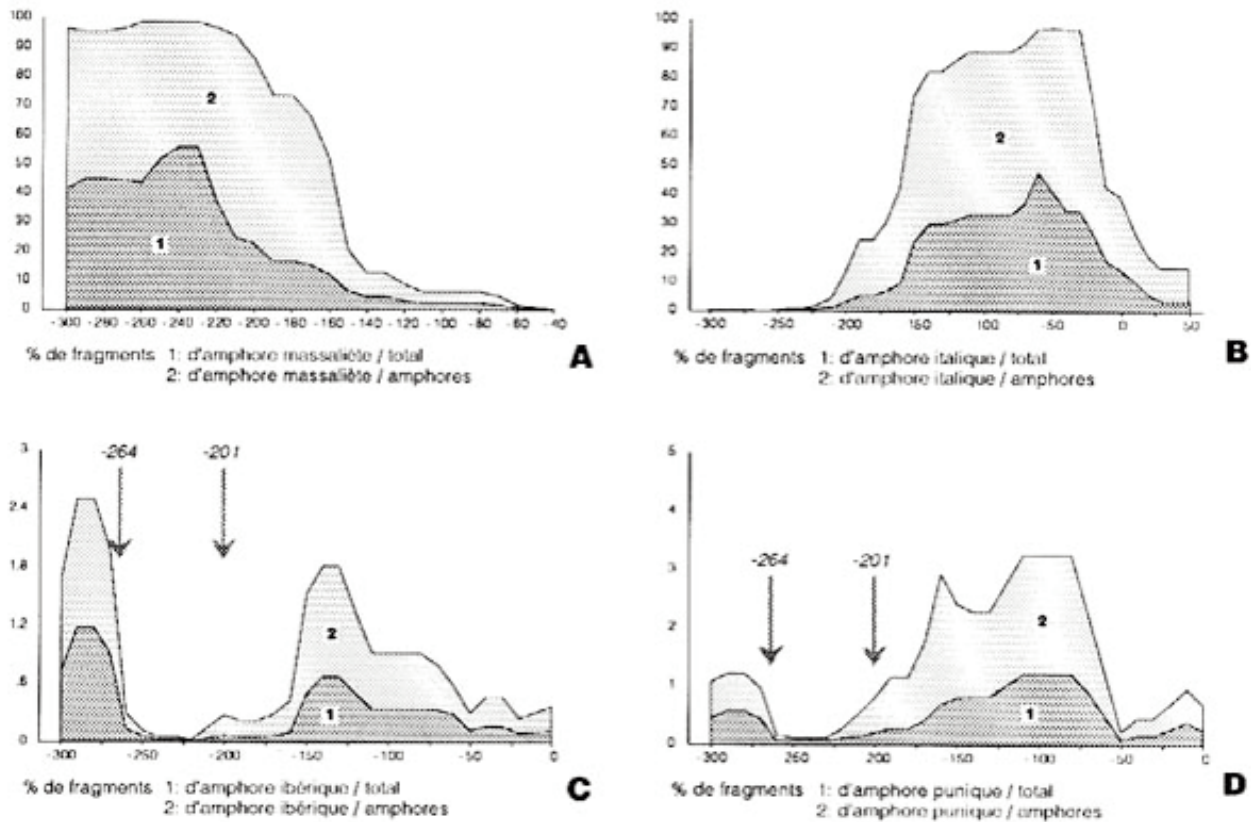 100
90
80
70
60
50
40
30
20
10
0
2
1
-300 -280 -260 -240 -220 -200 -180 -160 -140 -120 -100 -80 -60 -40
% de fragments 1: d'amphore massaliète / total
2: d'amphore massaliète / amphores
A
100
90
80
70
60
50
40
30
20
10
0
2
1
-300 -250 -200 -150 -100 -50 0 50
% de fragments 1: d'amphore italique / total
2: d'amphore italique / amphores
B
3
2.4
1.8
1.2
.6
0
-264 -201
2
1
-300 -250 -200 -150 -100 -50 0
% de fragments 1: d'amphore ibérique / total
2: d'amphore ibérique / amphores
C
5
4
3
2
1
0
-264 -201
2
1
-300 -250 -200 -150 -100 -50 0
% de fragments 1: d'amphore punique / total
2: d'amphore punique / amphores
D